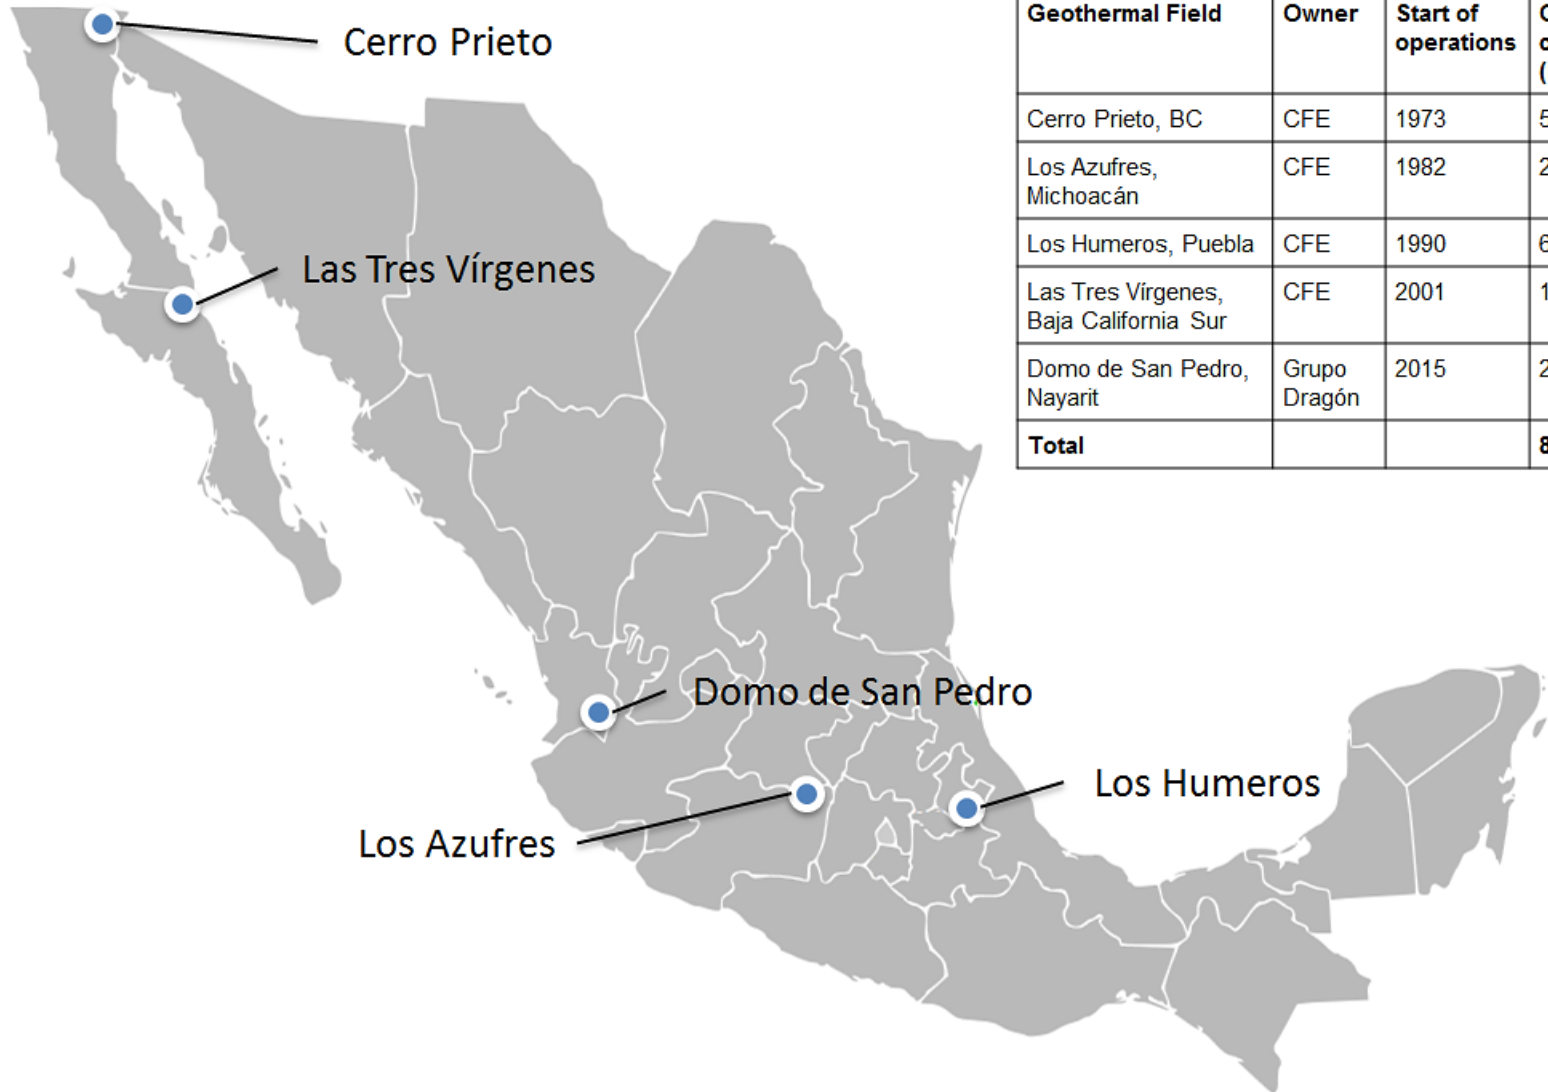 Geothermal Field
Owner
Start of
operations
Cerro Prieto, BC
CFE
1973
Los Azufres,
Michoacán
CFE
1982
Los Humeros, Puebla
CFE
1990
Las Tres Vírgenes,
Baja California Sur
CFE
2001
Domo de San Pedro,
Nayarit
Grupo
Dragón
2015
Total
Cerro Prieto
Las Tres Vírgenes
Domo de San Pedro
Los Humeros
Los Azufres